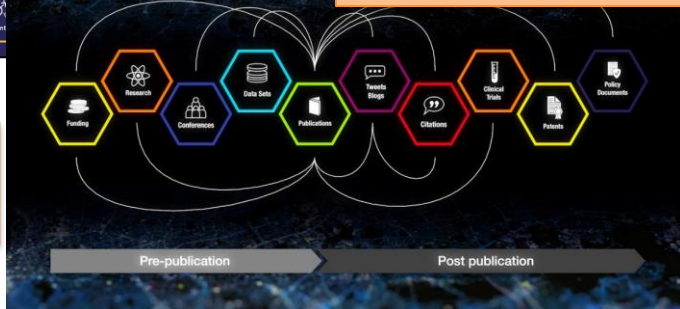 Funding
Research
Conferences
Data Sets
Publications
Tweets
Blogs
Citations
Clinical
Trials
Patents
Policy
Documents
Pre-publication
Post publication